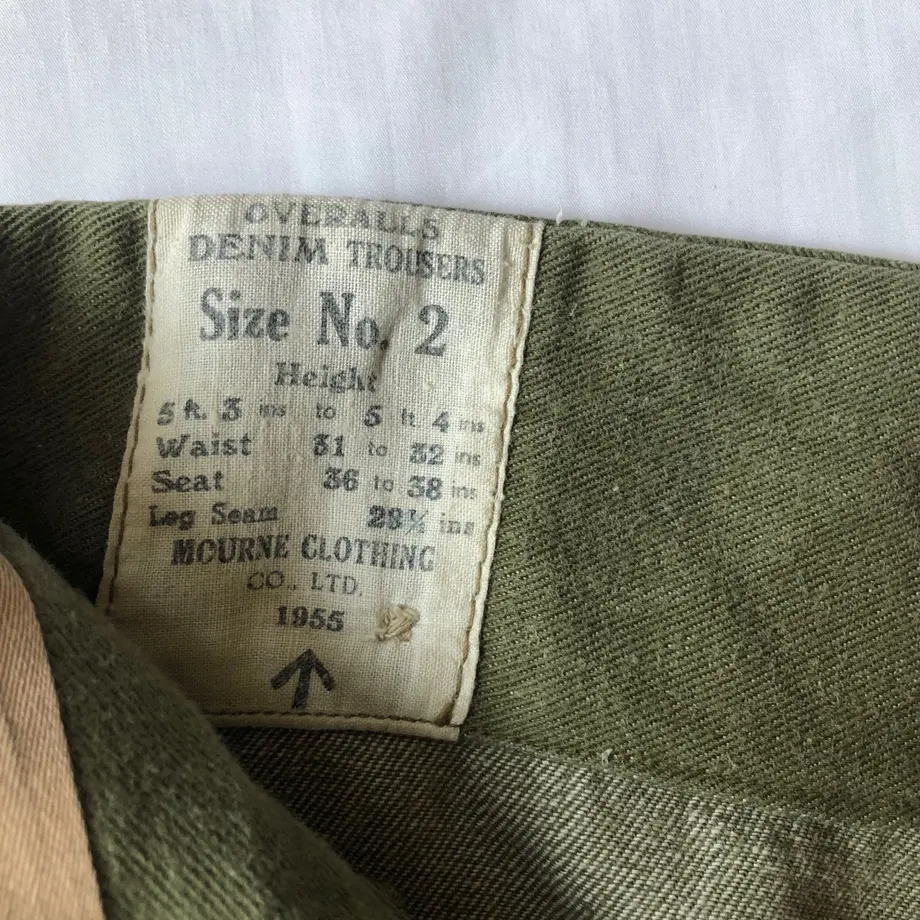 OVERALLS
DENIM TROUSERS
Size No. 2
Height
5 ft. 3 ins to 5 ft 4 ins
Waist 31 to 32 ins
Seat 36 to 38 ins
Leg Seam 28½ ins
MOURNE CLOTHING
CO., LTD.
1955